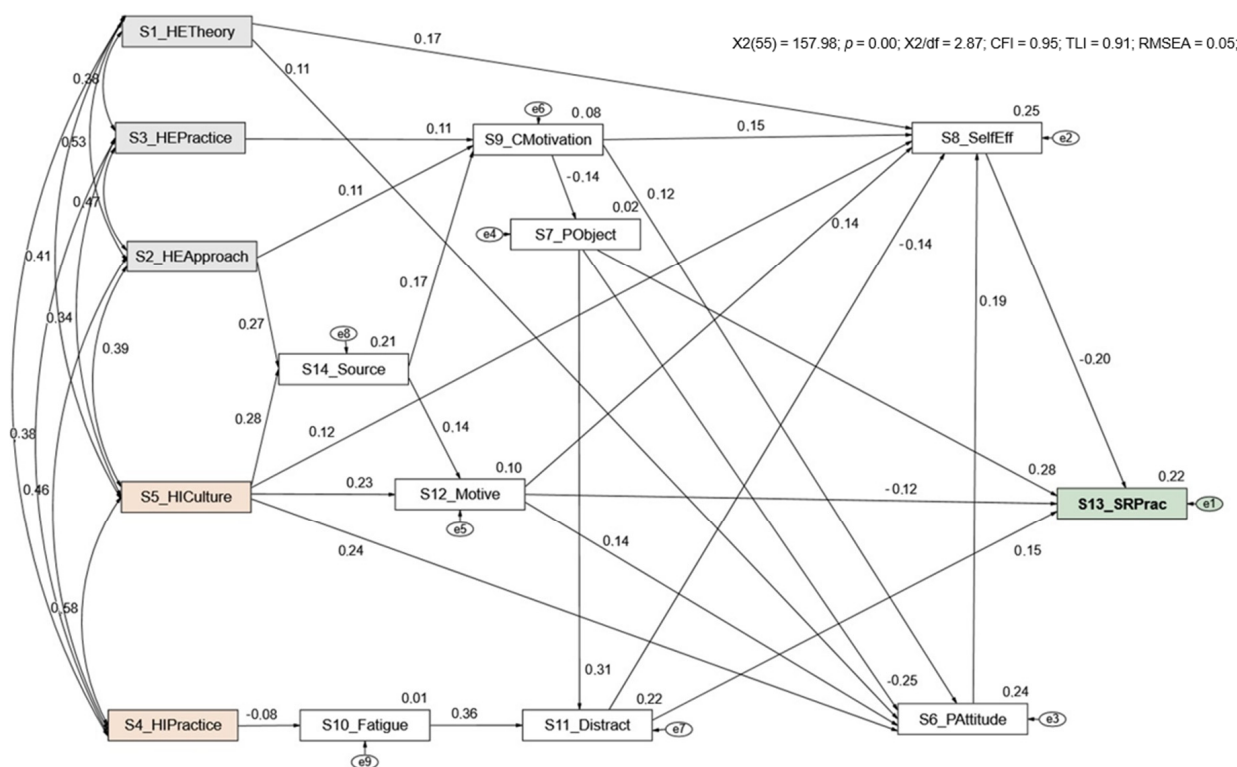 S1_HETheory
0.17
X2(55) = 157.98; p = 0.00; X2/df = 2.87; CFI = 0.95; TLI = 0.91; RMSEA = 0.05;
0.11
0.38
e6
0.08
0.25
S3_HEPractice
0.11
S9_CMotivation
0.15
S8_SelfEff
e2
0.53
-0.14
0.12
0.11
0.47
0.02
0.14
e4
S7_PObject
-0.14
S2_HEApproach
0.41
0.17
0.19
0.34
0.27
e8
0.21
0.39
S14_Source
-0.20
0.28
0.12
0.14
0.38
0.10
0.28
0.22
0.46
S5_HICulture
0.23
S12_Motive
-0.12
S13_SRPrac
e1
e5
0.24
0.14
0.15
0.58
0.31
-0.25
0.01
0.22
0.24
S4_HIPractice
-0.08
S10_Fatigue
0.36
S11_Distract
e7
S6_PAttitude
e3
e9